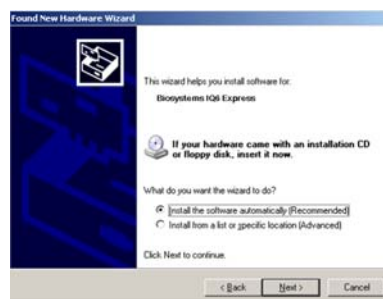 Found New Hardware Wizard
This wizard helps you install software for:
Biosystems IQ6 Express
If your hardware came with an installation CD
or floppy disk, insert it now.
What do you want the wizard to do?
Install the software automatically (Recommended)
Install from a list or specific location (Advanced)
Click Next to continue.
< Back
Next >
Cancel